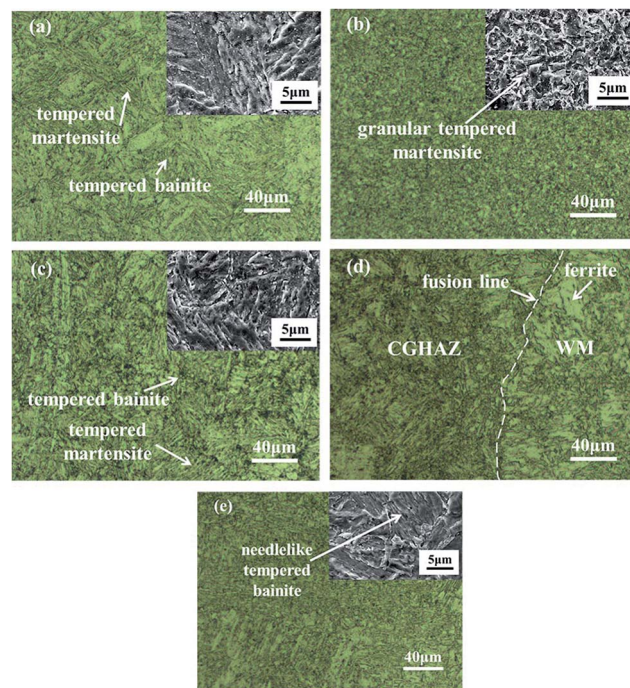 (a)
5μm
tempered
martensite
tempered bainite
40μm
(b)
5μm
granular tempered
martensite
40μm
(c)
5μm
tempered bainite
tempered
martensite
40μm
(d)
fusion line
ferrite
CGHAZ
WM
40μm
(e)
needlelike
tempered
bainite
5μm
40μm